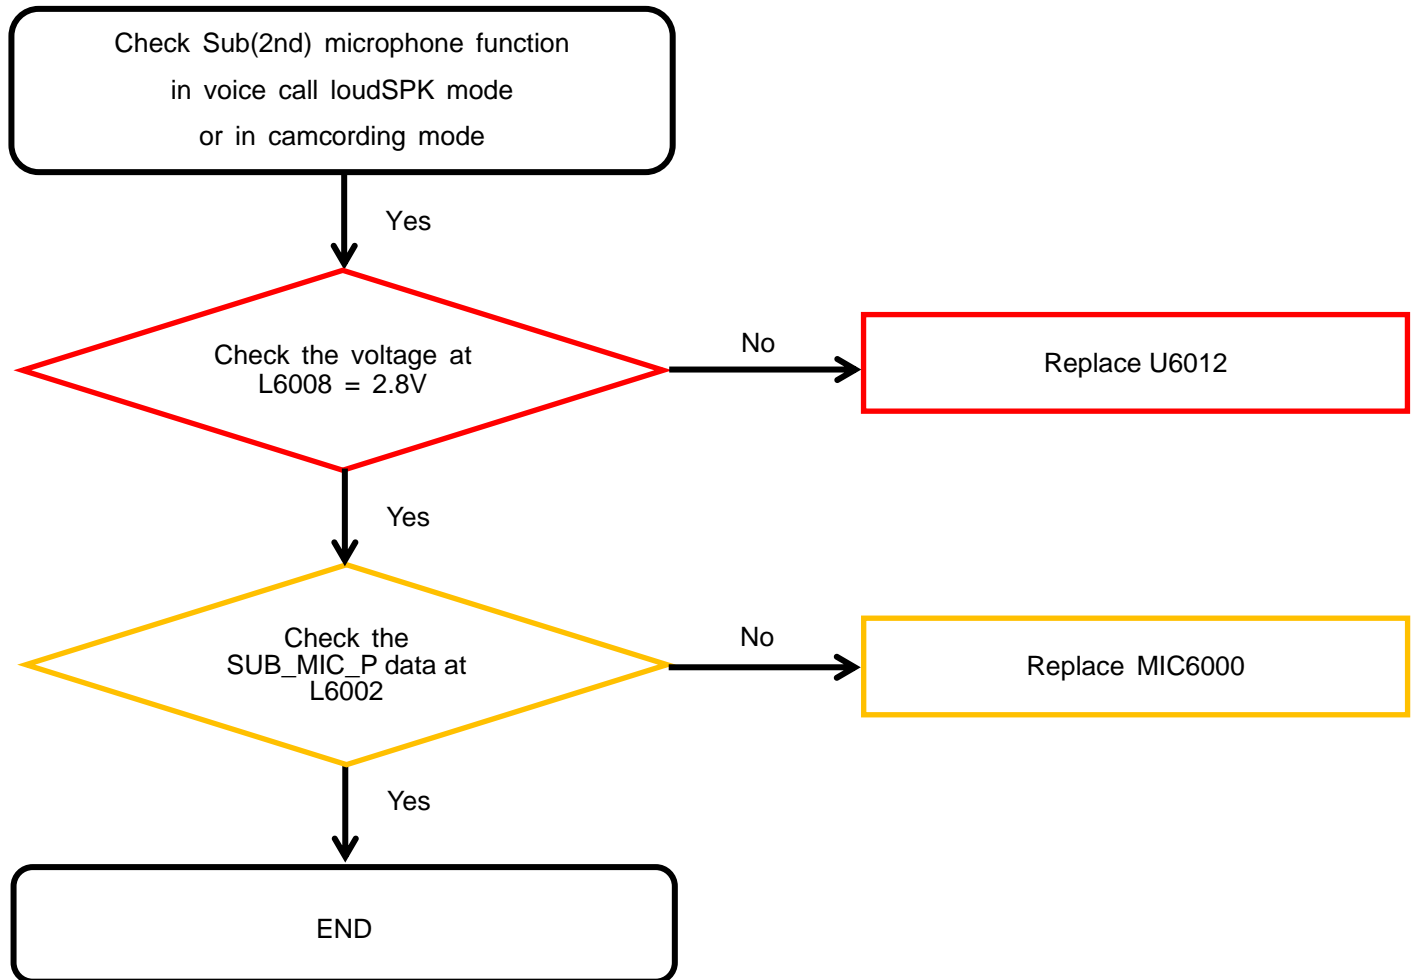 Check Sub(2nd) microphone function
in voice call loudSPK mode
or in camcording mode
Yes
Check the voltage at
L6008 = 2.8V
No
Replace U6012
Yes
Check the
SUB_MIC_P data at
L6002
No
Replace MIC6000
Yes
END